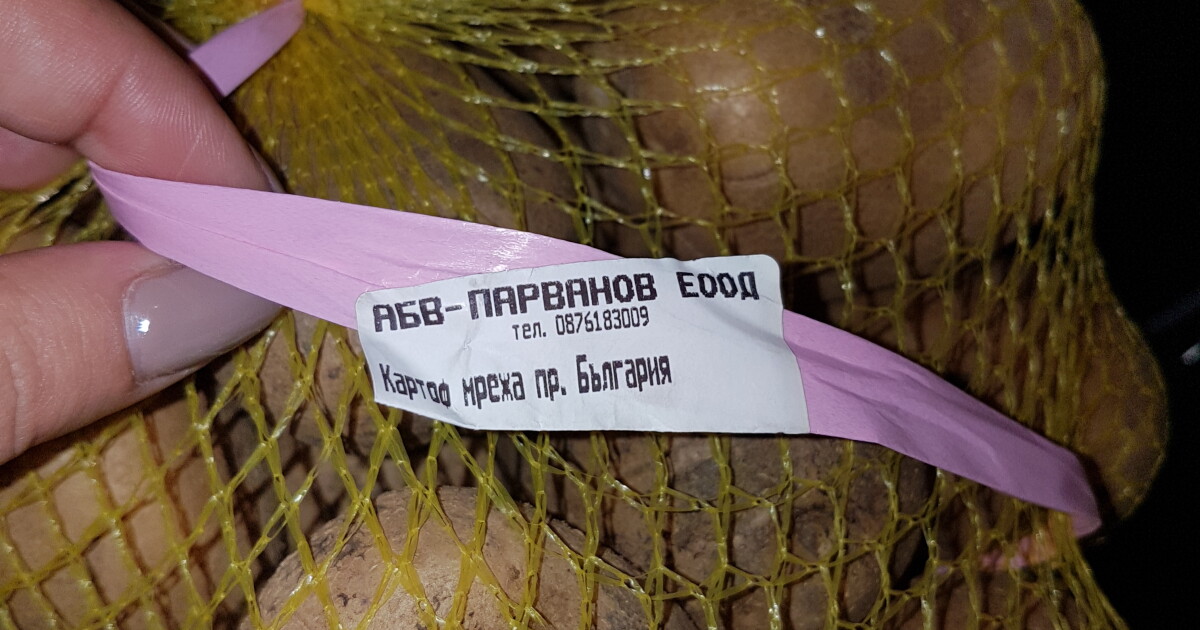 АБВ-ПАРВАНОВ ЕООД
тел. 0876183009
Картоф мрежа пр. България